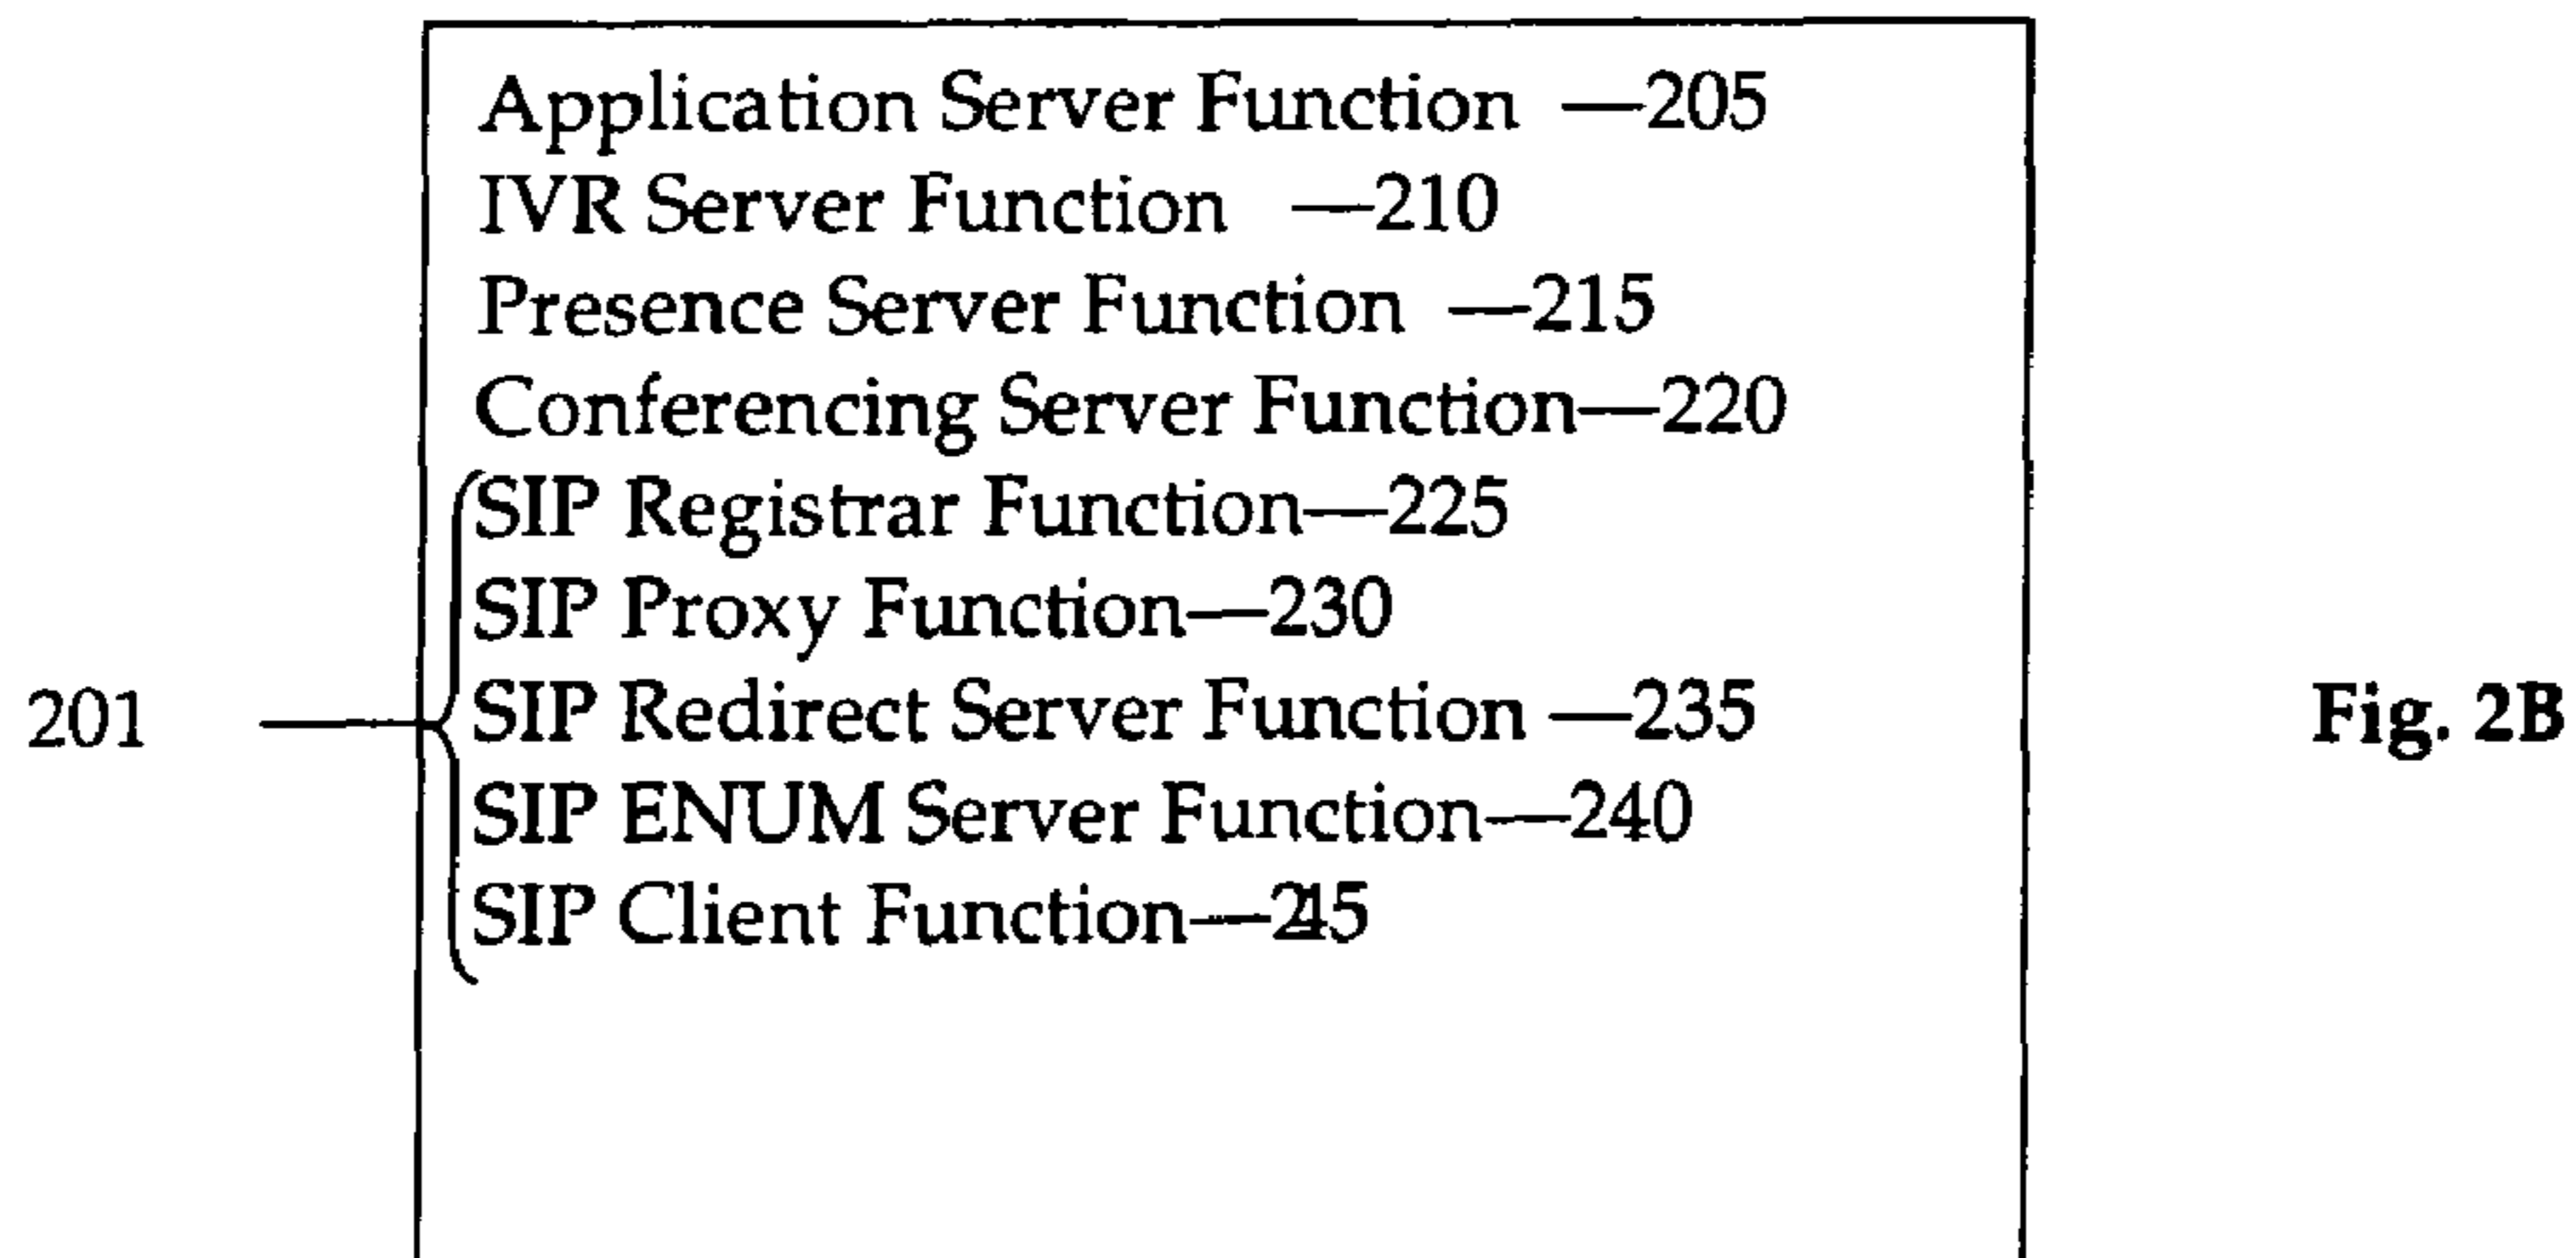 Application Server Function —205
IVR Server Function —210
Presence Server Function —215
Conferencing Server Function—220
SIP Registrar Function—225
SIP Proxy Function—230
201
SIP Redirect Server Function —235
Fig. 2B
SIP ENUM Server Function—240
SIP Client Function—245